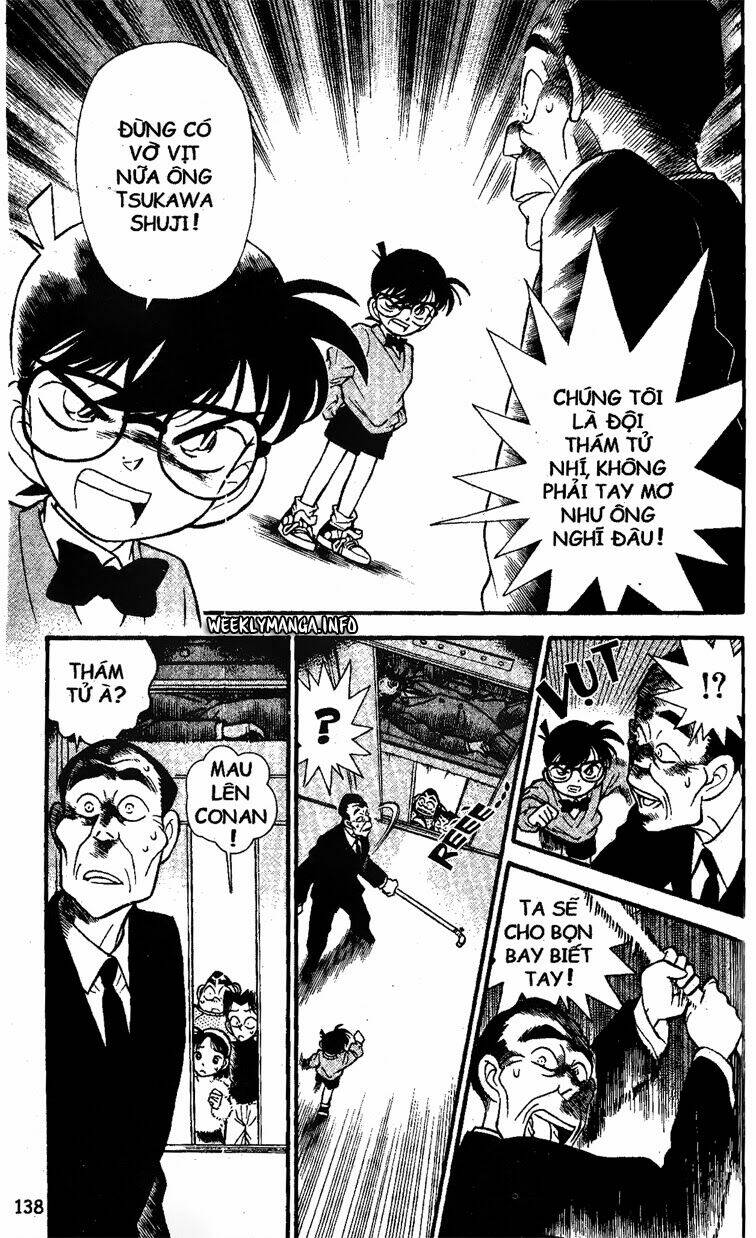 ĐỪNG CÓ
VỜ VỊT
NỮA ÔNG
TSUKAWA
SHUJI!
CHÚNG TÔI
LÀ ĐỘI
THÁM TỬ
NHÍ, KHÔNG
PHẢI TAY MƠ
NHƯ ÔNG
NGHĨ ĐÂU!
WEEKLYMANGA.INFO
THÁM
TỬ À?
MAU
LÊN
CONAN
!
?
REEÉ...
VỤT
!?
TA SẼ
CHO BỌN
BAY BIẾT
TAY!
138